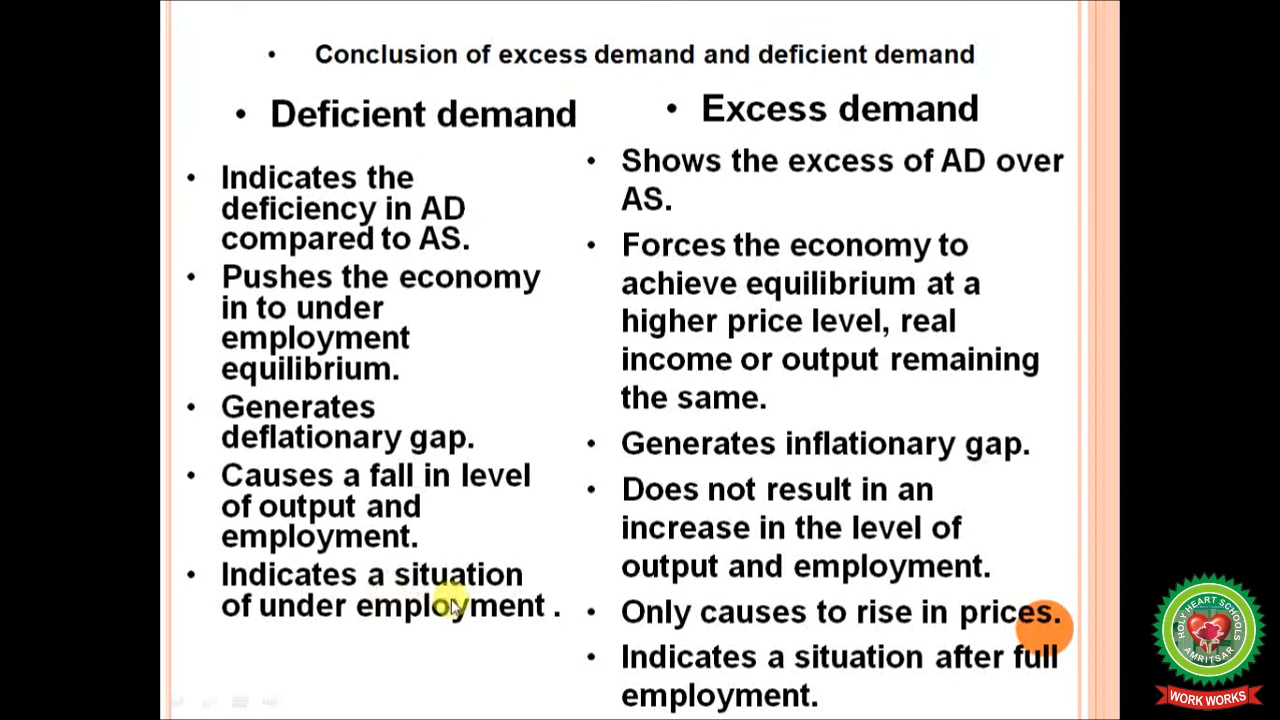 • Conclusion of excess demand and deficient demand
• Deficient demand
• Indicates the
deficiency in AD
compared to AS.
• Pushes the economy
in to under
employment
equilibrium.
• Generates
deflationary gap.
• Causes a fall in level
of output and
employment.
• Indicates a situation
of under employment .
• Excess demand
• Shows the excess of AD over
AS.
• Forces the economy to
achieve equilibrium at a
higher price level, real
income or output remaining
the same.
• Generates inflationary gap.
• Does not result in an
increase in the level of
output and employment.
• Only causes to rise in prices.
• Indicates a situation after full
employment.
HOLY HEART SCHOOLS
AMRITSAR
WORK WORKS